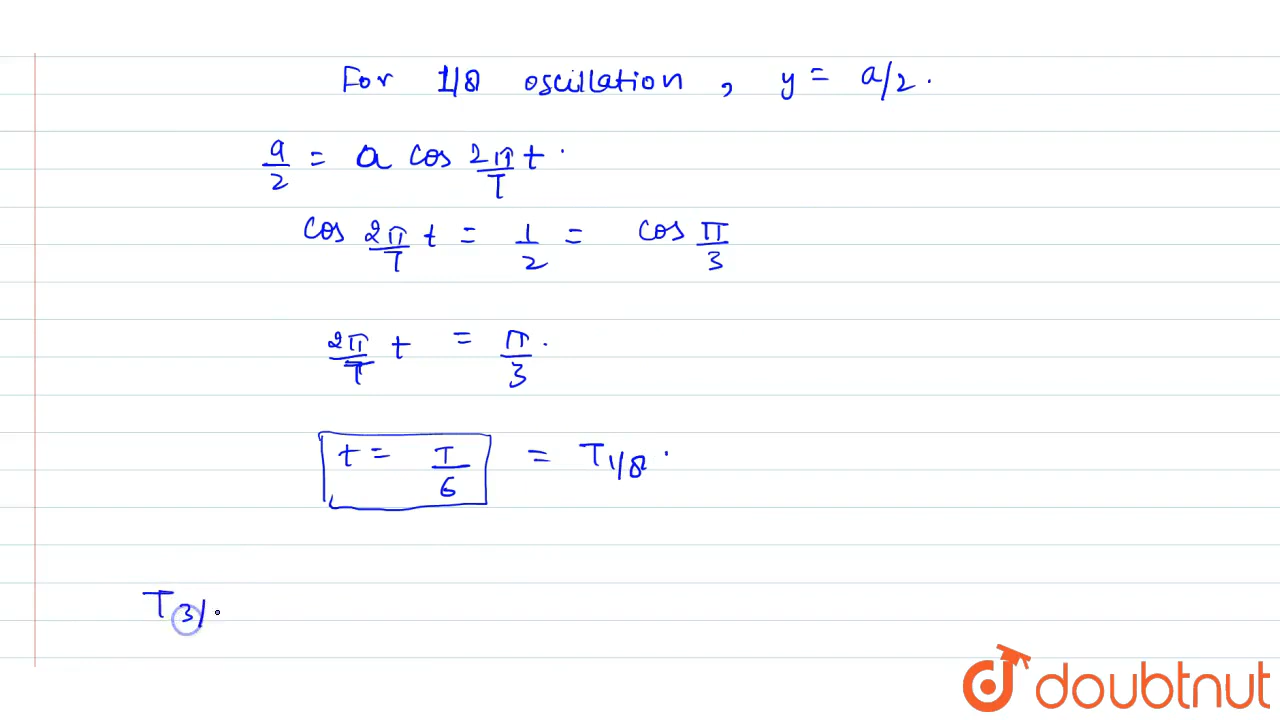 For 1/8 oscillation , y = a/2 .
a/2 = a cos 2π/T t .
cos 2π/T t = 1/2 = cos π/3
2π/T t = π/3 .
t = T/6 = T1/8 .
T3/
doubtnut